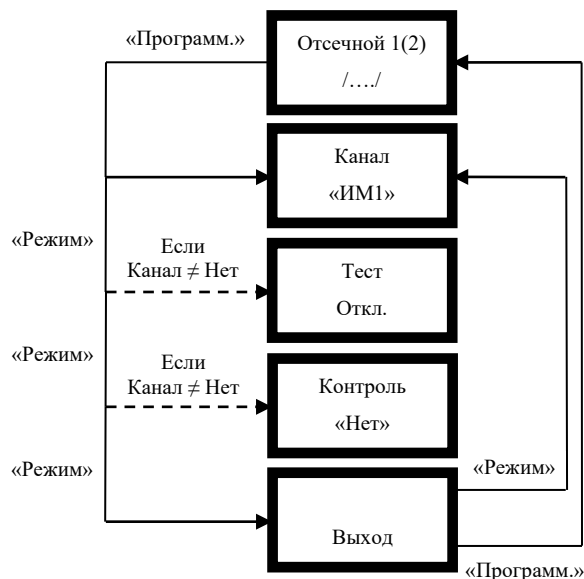 «Программ.»
Отсечной 1(2)
/…./
Канал
«ИМ1»
«Режим»
Если
Канал ≠ Нет
Тест
Откл.
«Режим»
Если
Канал ≠ Нет
Контроль
«Нет»
«Режим»
«Режим»
Выход
«Программ.»